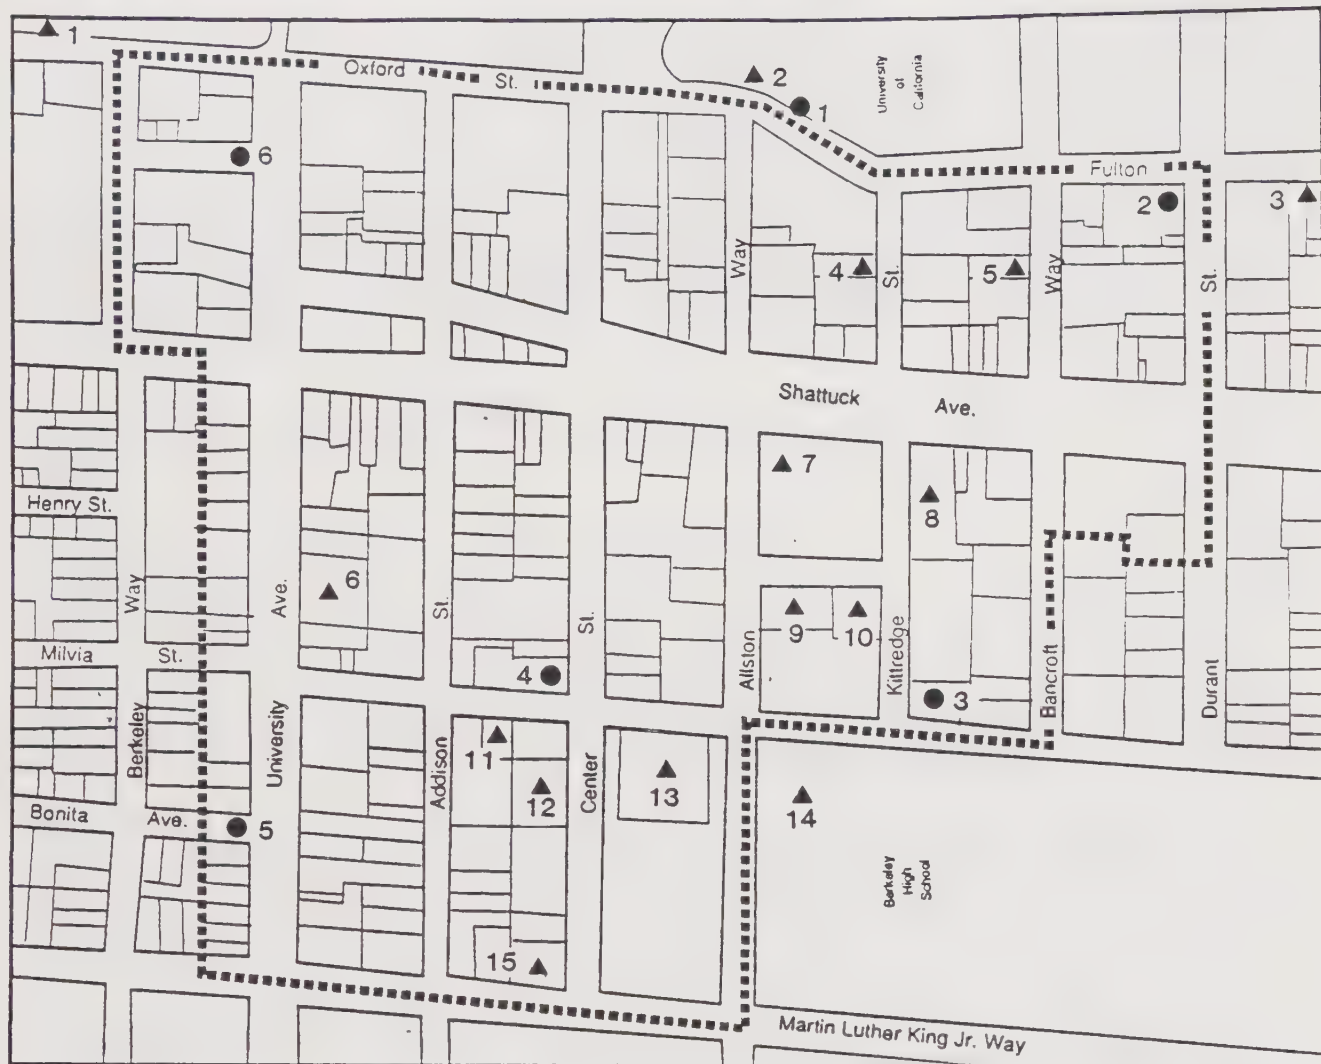 1
Oxford
St.
2
1
University
of
California
6
Fulton
2
3
Way
4
St.
5
Way
St.
Shattuck
Ave.
7
8
Henry St.
Way
Ave.
6
St.
St.
9
10
Allston
Kittredge
Bancroft
Durant
Milvia
St.
4
3
Berkeley
University
Addison
Center
11
12
13
14
Bonita
Ave.
5
Berkeley
High
School
15
Martin Luther King Jr. Way